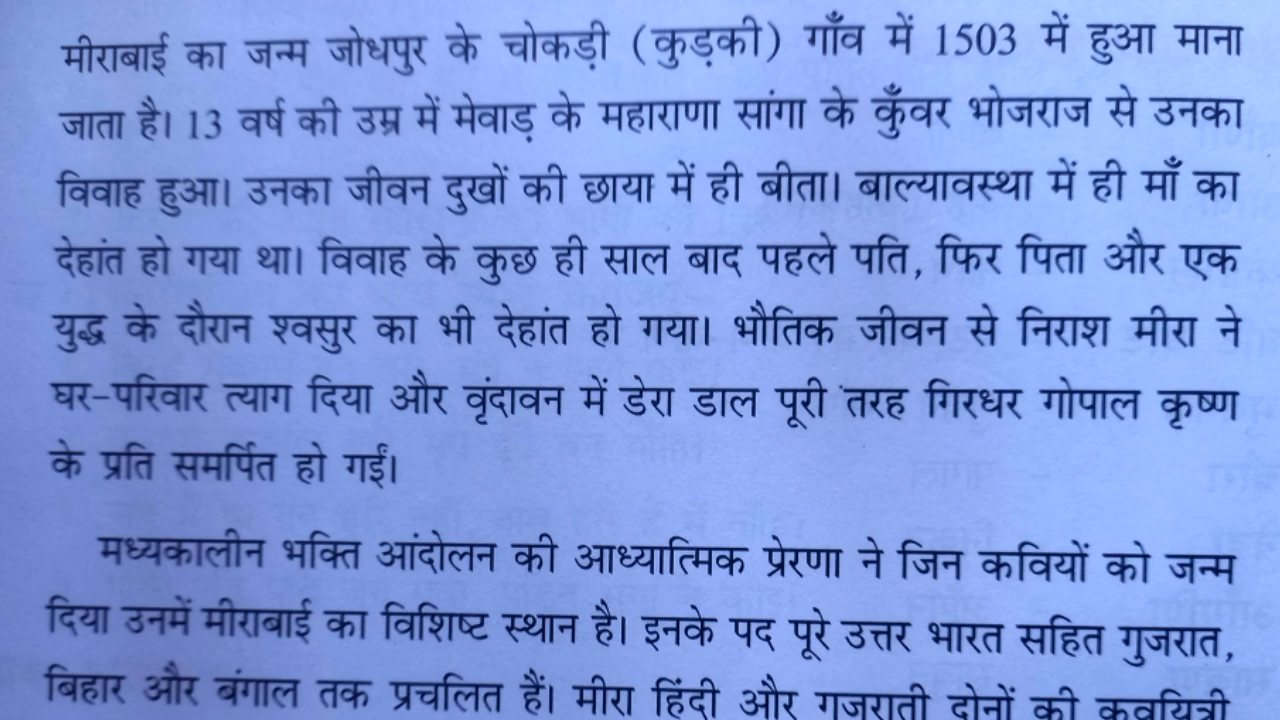 मीराबाई का जन्म जोधपुर के चोकड़ी (कुड़की) गाँव में 1503 में हुआ माना
जाता है। 13 वर्ष की उम्र में मेवाड़ के महाराणा सांगा के कुँवर भोजराज से उनका
विवाह हुआ। उनका जीवन दुखों की छाया में ही बीता। बाल्यावस्था में ही माँ का
देहांत हो गया था। विवाह के कुछ ही साल बाद पहले पति, फिर पिता और एक
युद्ध के दौरान श्वसुर का भी देहांत हो गया। भौतिक जीवन से निराश मीरा ने
घर-परिवार त्याग दिया और वृंदावन में डेरा डाल पूरी तरह गिरधर गोपाल कृष्ण
के प्रति समर्पित हो गईं।
मध्यकालीन भक्ति आंदोलन की आध्यात्मिक प्रेरणा ने जिन कवियों को जन्म
दिया उनमें मीराबाई का विशिष्ट स्थान है। इनके पद पूरे उत्तर भारत सहित गुजरात,
बिहार और बंगाल तक प्रचलित हैं। मीरा हिंदी और गुजराती दोनों की कवयित्री